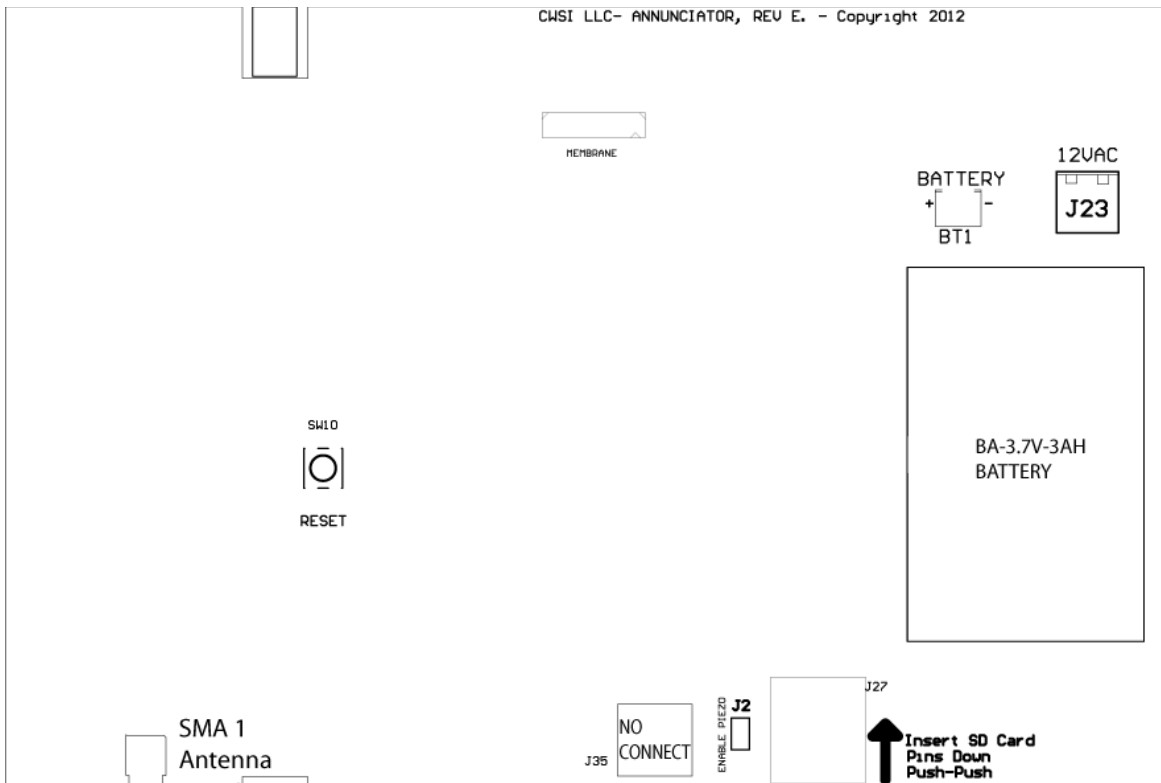 CWSI LLC- ANNUNCIATOR, REV E. - Copyright 2012
MEMBRANE
12VAC
BATTERY
J23
+ -
BT1
BA-3.7V-3AH
BATTERY
SW10
RESET
SMA 1
Antenna
NO
CONNECT
J35
ENABLE PIEZO
J2
J27
Insert SD Card
Pins Down
Push-Push